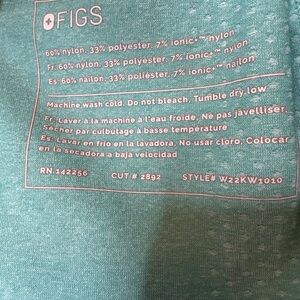 FIGS
60% nylon, 33% polyester, 7% ionic+™ nylon
Fr: 60% nylon, 33% polyester, 7% ionic+™ nylon
Es: 60% nailon, 33% poliéster, 7% ionic+™ nailon
Machine wash cold. Do not bleach. Tumble dry low
Fr: Laver à la machine à l'eau froide. Ne pas javelliser.
Sécher par culbutage à basse température
Es: Lavar en frío en la lavadora. No usar cloro. Colocar
en la secadora a baja velocidad
RN 142256 CUT # 2892 STYLE# W22KW1010